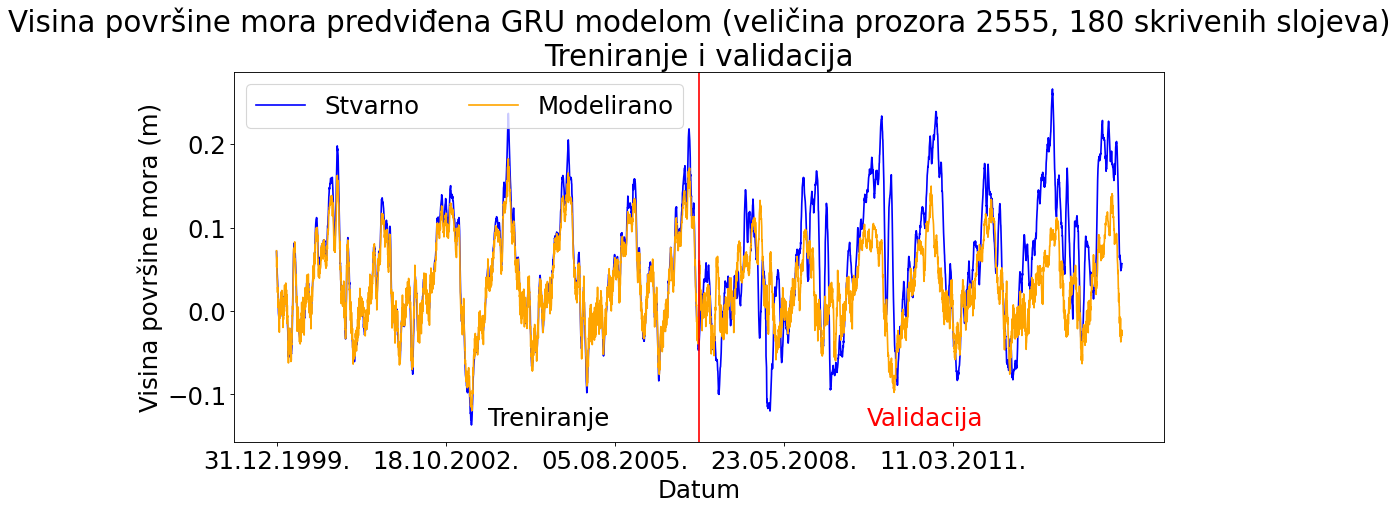 Visina površine mora predviđena GRU modelom (veličina prozora 2555, 180 skrivenih slojeva)
Treniranje i validacija
Stvarno
Modelirano
Visina površine mora (m)
0.2
0.1
0.0
−0.1
Treniranje
Validacija
31.12.1999.
18.10.2002.
05.08.2005.
23.05.2008.
11.03.2011.
Datum